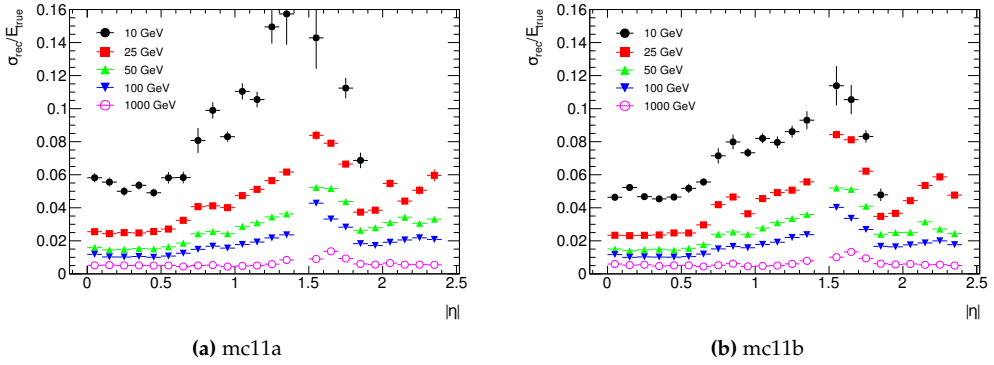 σrec/Etrue
0.16
0.14
0.12
0.1
0.08
0.06
0.04
0.02
0
10 GeV
25 GeV
50 GeV
100 GeV
1000 GeV
0 0.5 1 1.5 2 2.5
|η|
(a) mc11a
σrec/Etrue
0.16
0.14
0.12
0.1
0.08
0.06
0.04
0.02
0
10 GeV
25 GeV
50 GeV
100 GeV
1000 GeV
0 0.5 1 1.5 2 2.5
|η|
(b) mc11b